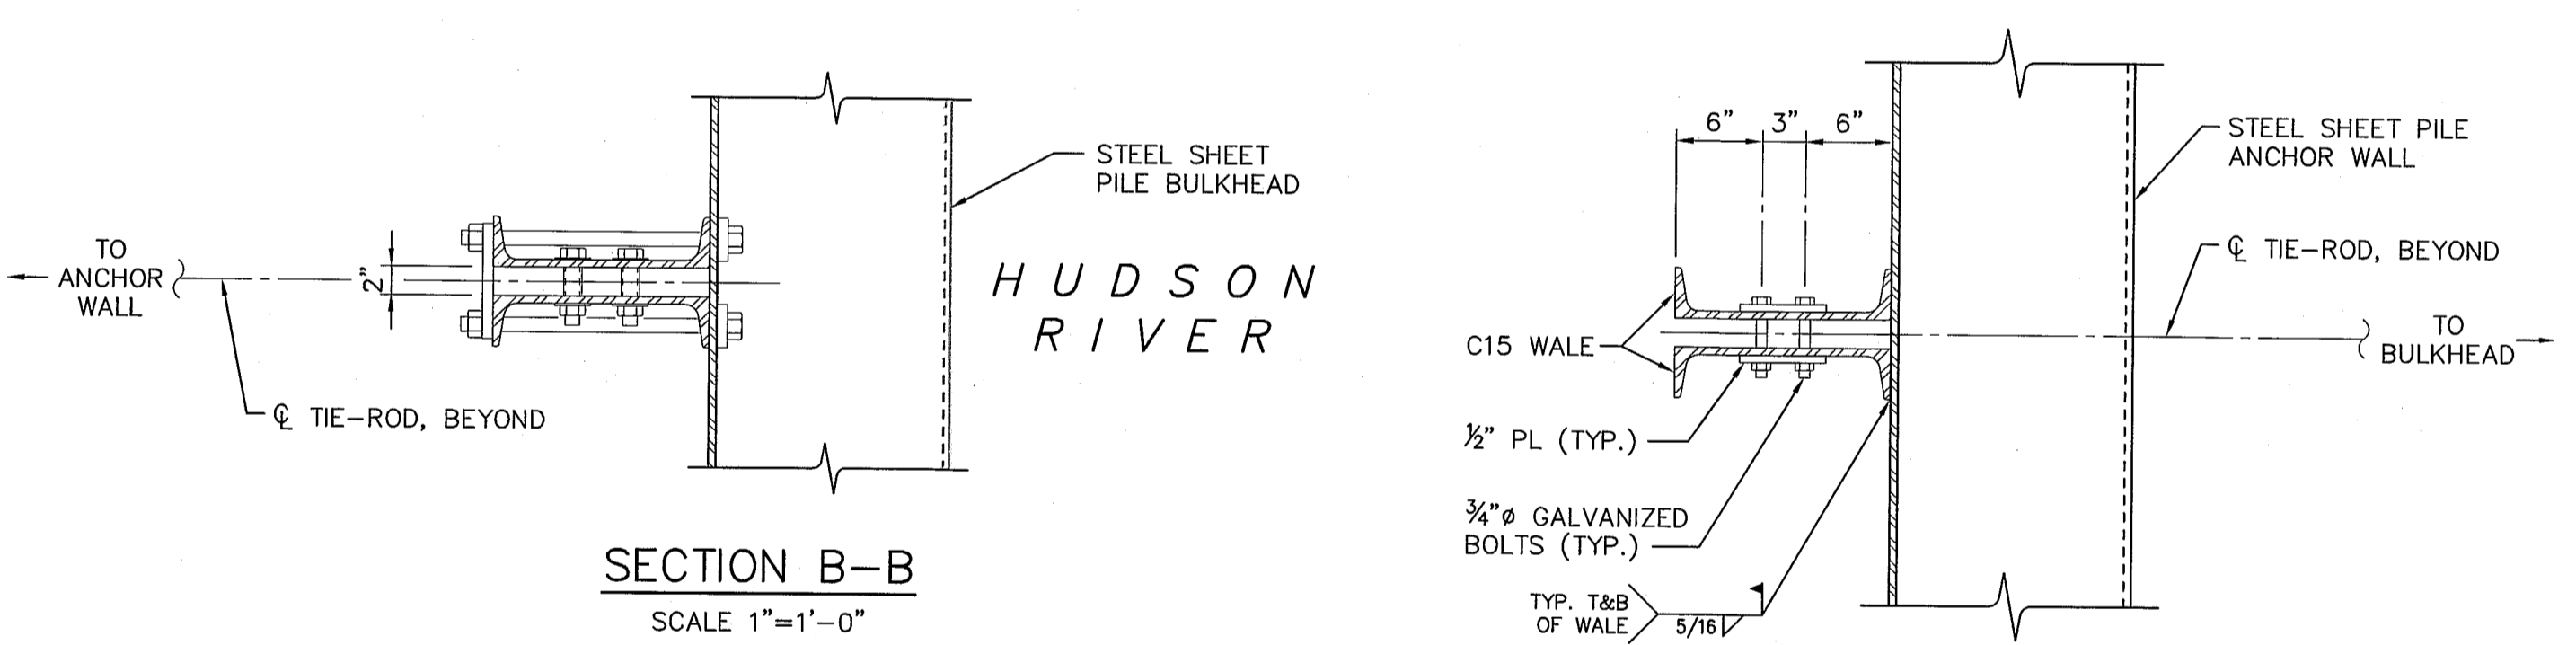 TO
ANCHOR
WALL
2"
℄ TIE-ROD, BEYOND
STEEL SHEET
PILE BULKHEAD
HUDSON
RIVER
SECTION B-B
SCALE 1"=1'-0"
6" 3" 6"
STEEL SHEET PILE
ANCHOR WALL
℄ TIE-ROD, BEYOND
TO
BULKHEAD
C15 WALE
½" PL (TYP.)
¾"ø GALVANIZED
BOLTS (TYP.)
TYP. T&B
OF WALE
5/16